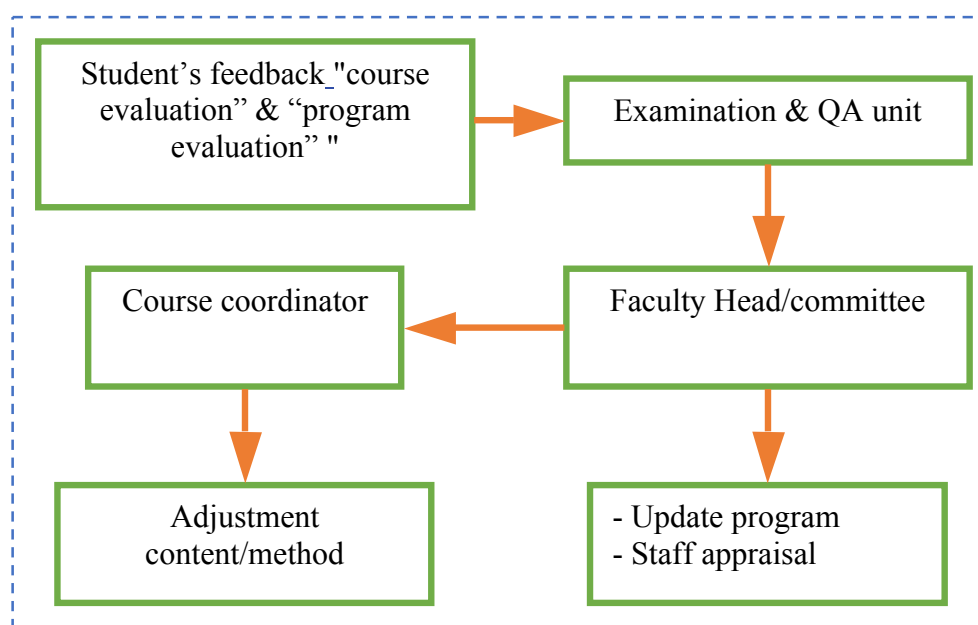 Student’s feedback "course
evaluation” & “program
evaluation” "
Examination & QA unit
Course coordinator
Faculty Head/committee
Adjustment
content/method
- Update program
- Staff appraisal